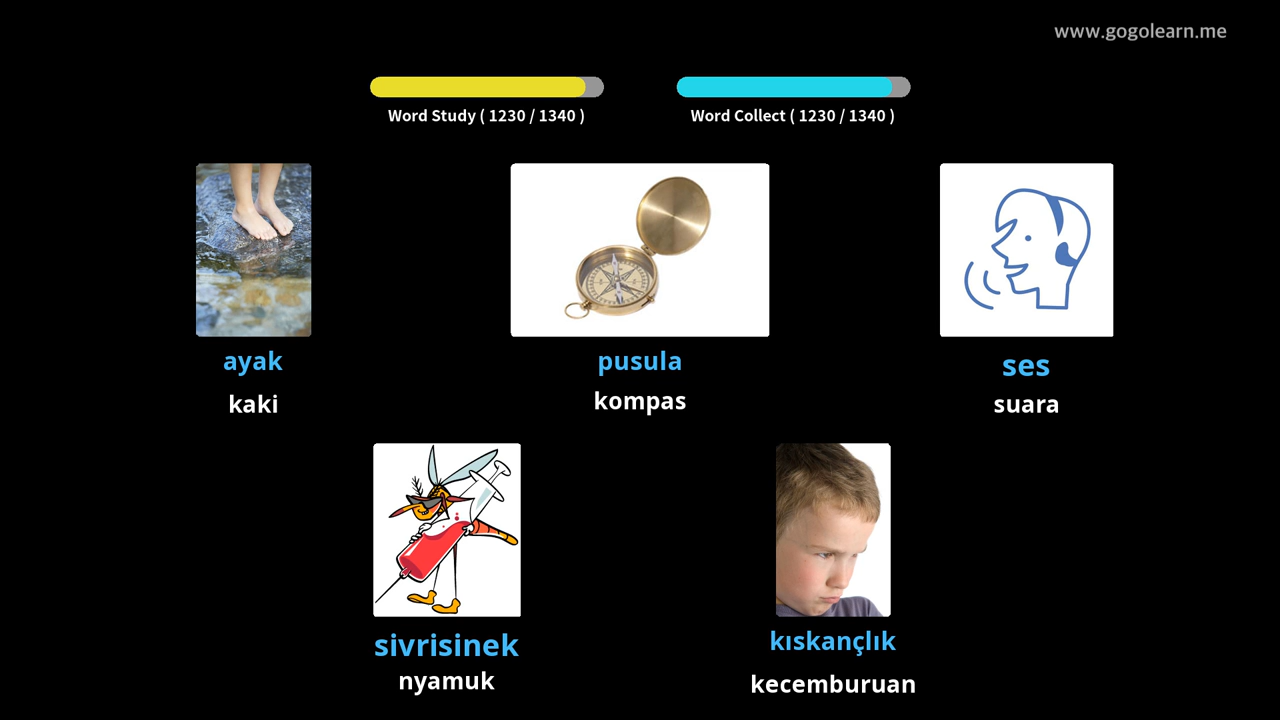 www.gogolearn.me
Word Study ( 1230 / 1340 )
Word Collect ( 1230 / 1340 )
ayak
kaki
pusula
kompas
ses
suara
sivrisinek
nyamuk
kıskançlık
kecemburuan